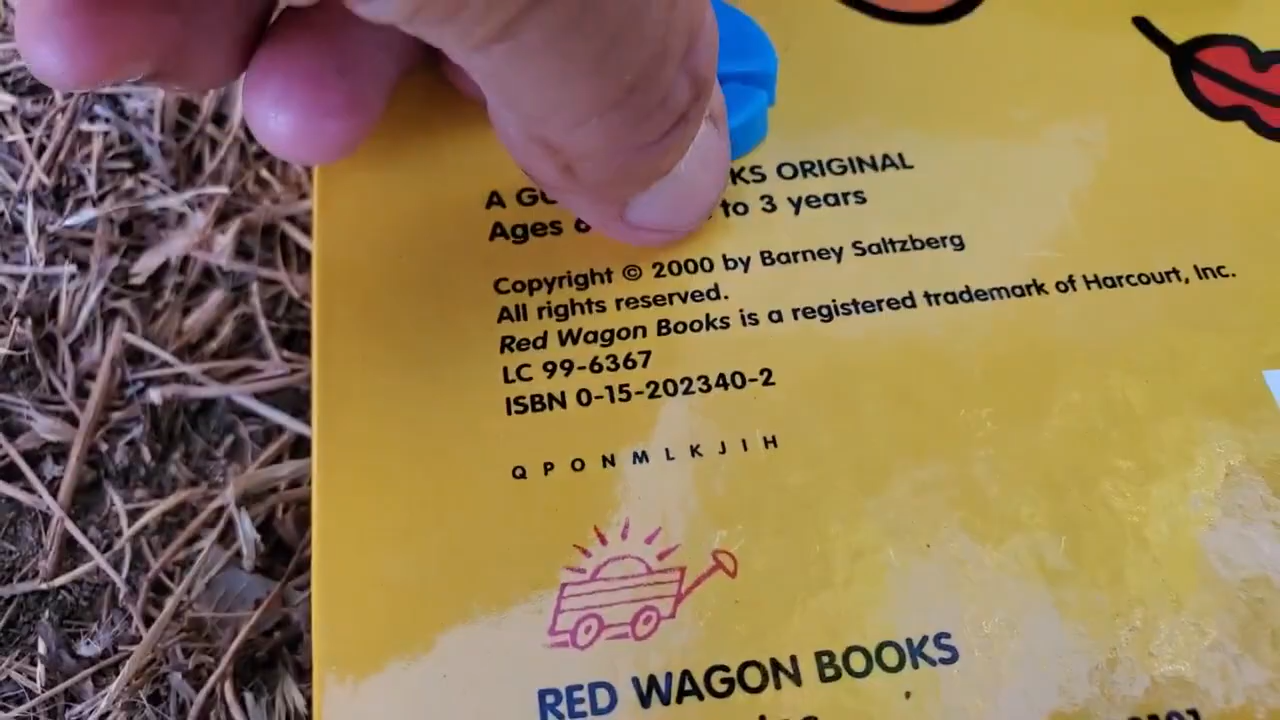 A KS ORIGINAL
Ages to 3 years
Copyright © 2000 by Barney Saltzberg
All rights reserved.
Red Wagon Books is a registered trademark of Harcourt, Inc.
LC 99-6367
ISBN 0-15-202340-2
Q P O N M L K J I H
RED WAGON BOOKS